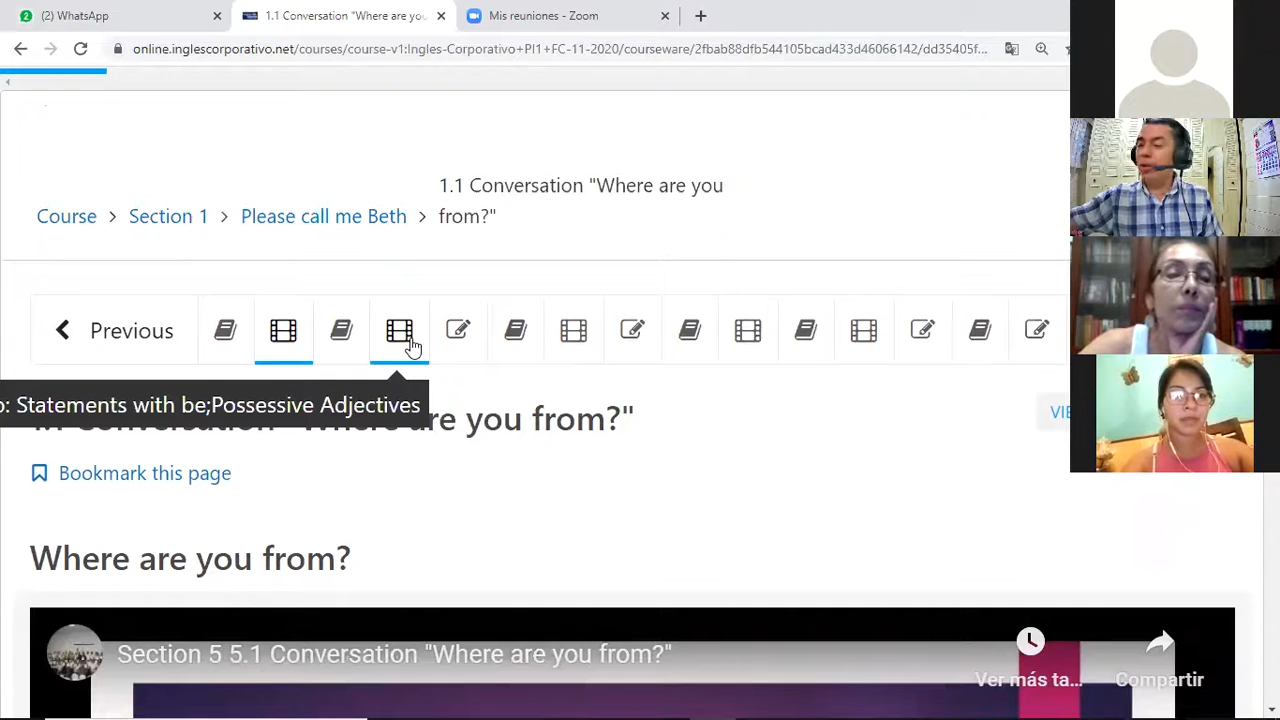 (2) WhatsApp
1.1 Conversation "Where are you
Mis reuniones - Zoom
online.inglescorporativo.net/courses/course-v1:Ingles-Corporativo+PI1+FC-11-2020/courseware/2fbab88dfb544105bcad433d46066142/dd35405f...
1.1 Conversation "Where are you
Course > Section 1 > Please call me Beth > from?"
Previous
: Statements with be;Possessive Adjectives
Conversation "Where are you from?"
Bookmark this page
Where are you from?
Section 5 5.1 Conversation "Where are you from?"
Ver más ta... Compartir